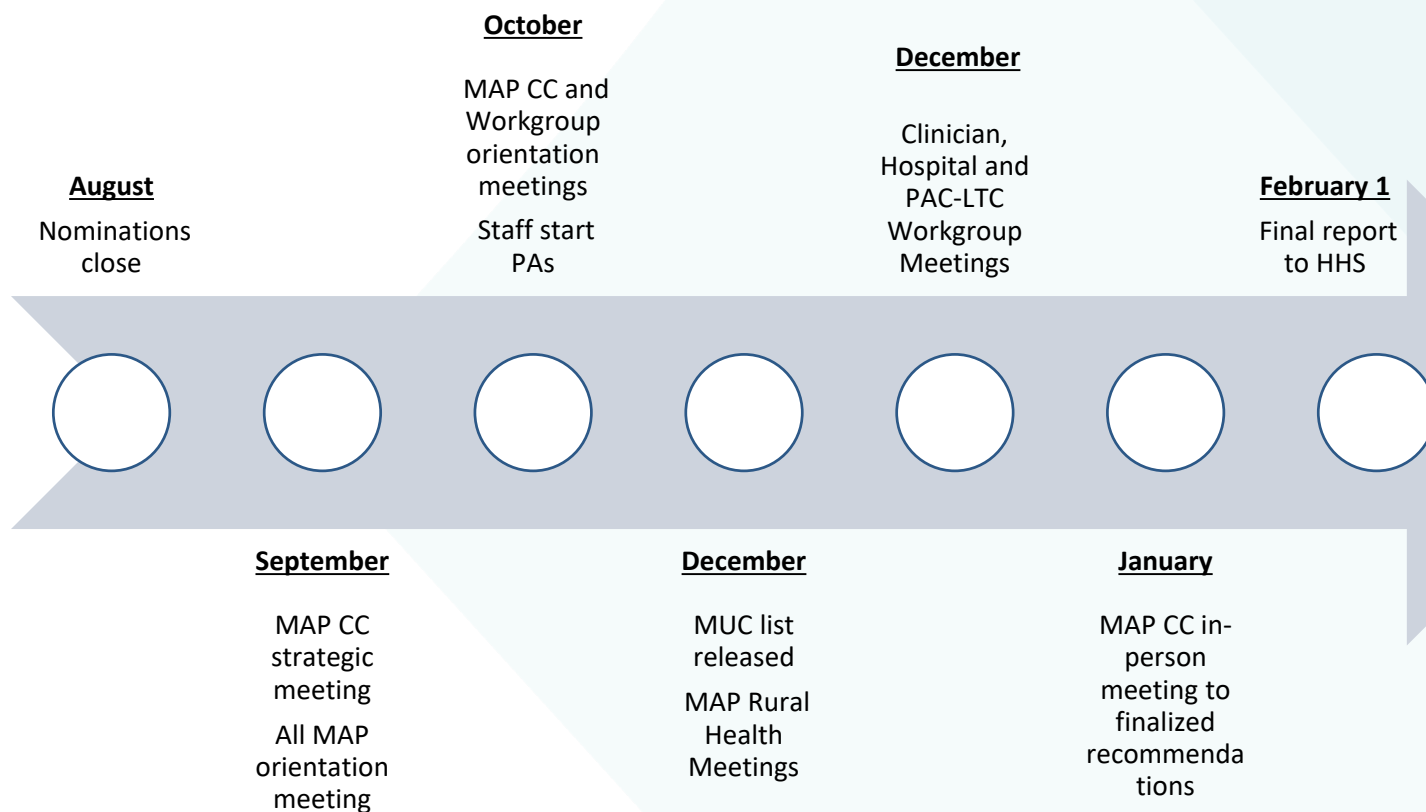 August
Nominations
close
September
MAP CC
strategic
meeting
All MAP
orientation
meeting
October
MAP CC and
Workgroup
orientation
meetings
Staff start
PAs
December
MUC list
released
MAP Rural
Health
Meetings
December
Clinician,
Hospital and
PAC-LTC
Workgroup
Meetings
January
MAP CC in-
person
meeting to
finalized
recommenda
tions
February 1
Final report
to HHS